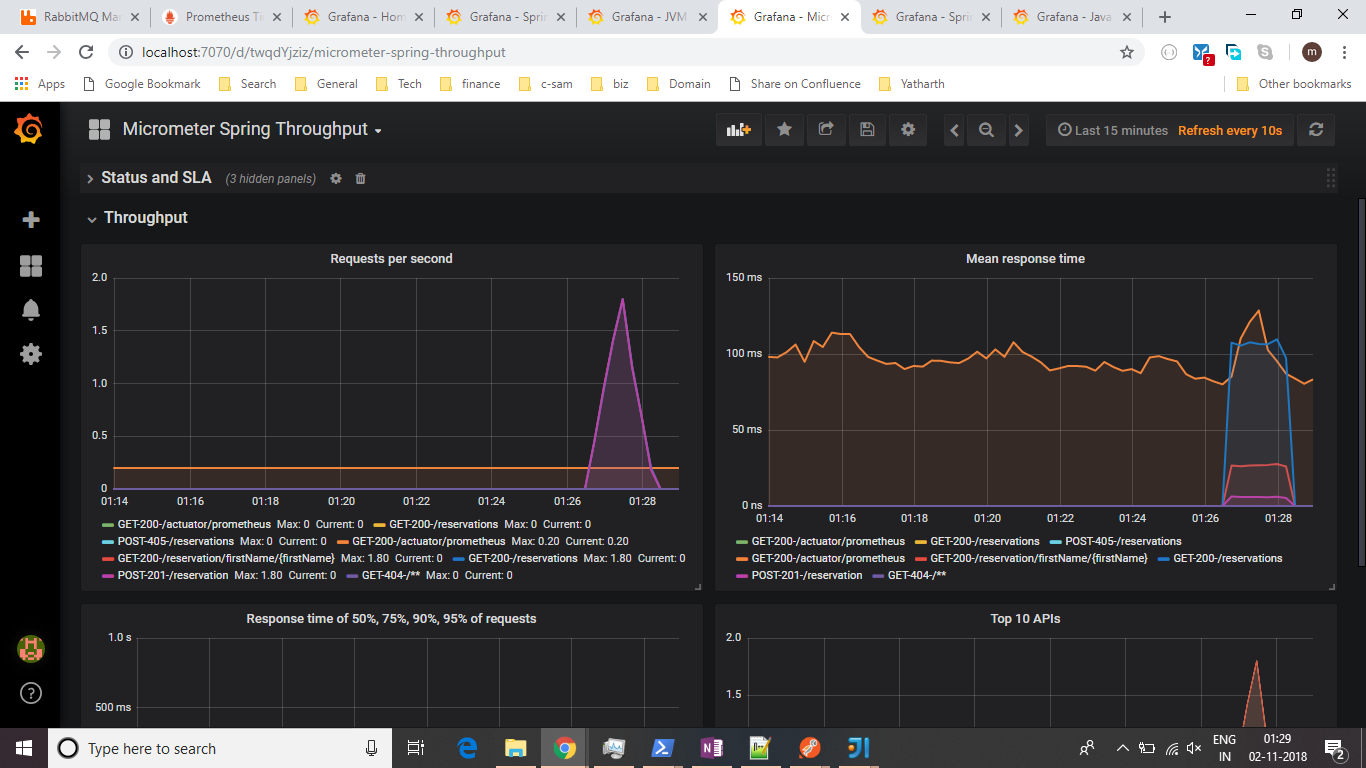 RabbitMQ Man
Prometheus Ti
Grafana - Hom
Grafana - Spri
Grafana - JVM
Grafana - Micr
Grafana - Spri
Grafana - Java
localhost:7070/d/twqdYjziz/micrometer-spring-throughput
m
?
Apps Google Bookmark Search General Tech finance c-sam biz Domain Share on Confluence Yatharth Other bookmarks
Micrometer Spring Throughput
Last 15 minutes Refresh every 10s
Status and SLA (3 hidden panels)
Throughput
Requests per second
2.0
1.5
1.0
0.5
0
01:14 01:16 01:18 01:20 01:22 01:24 01:26 01:28
GET-200-/actuator/prometheus Max: 0 Current: 0 GET-200-/reservations Max: 0 Current: 0
POST-405-/reservations Max: 0 Current: 0 GET-200-/actuator/prometheus Max: 0.20 Current: 0.20
GET-200-/reservation/firstName/{firstName} Max: 1.80 Current: 0 GET-200-/reservations Max: 1.80 Current: 0
POST-201-/reservation Max: 1.80 Current: 0 GET-404-/** Max: 0 Current: 0
Mean response time
150 ms
100 ms
50 ms
0 ns
01:14 01:16 01:18 01:20 01:22 01:24 01:26 01:28
GET-200-/actuator/prometheus GET-200-/reservations POST-405-/reservations
GET-200-/actuator/prometheus GET-200-/reservation/firstName/{firstName} GET-200-/reservations
POST-201-/reservation GET-404-/**
Response time of 50%, 75%, 90%, 95% of requests
1.0 s
500 ms
Top 10 APIs
2.0
1.5
?
Type here to search
N
JI
ENG
IN
01:29
02-11-2018
2